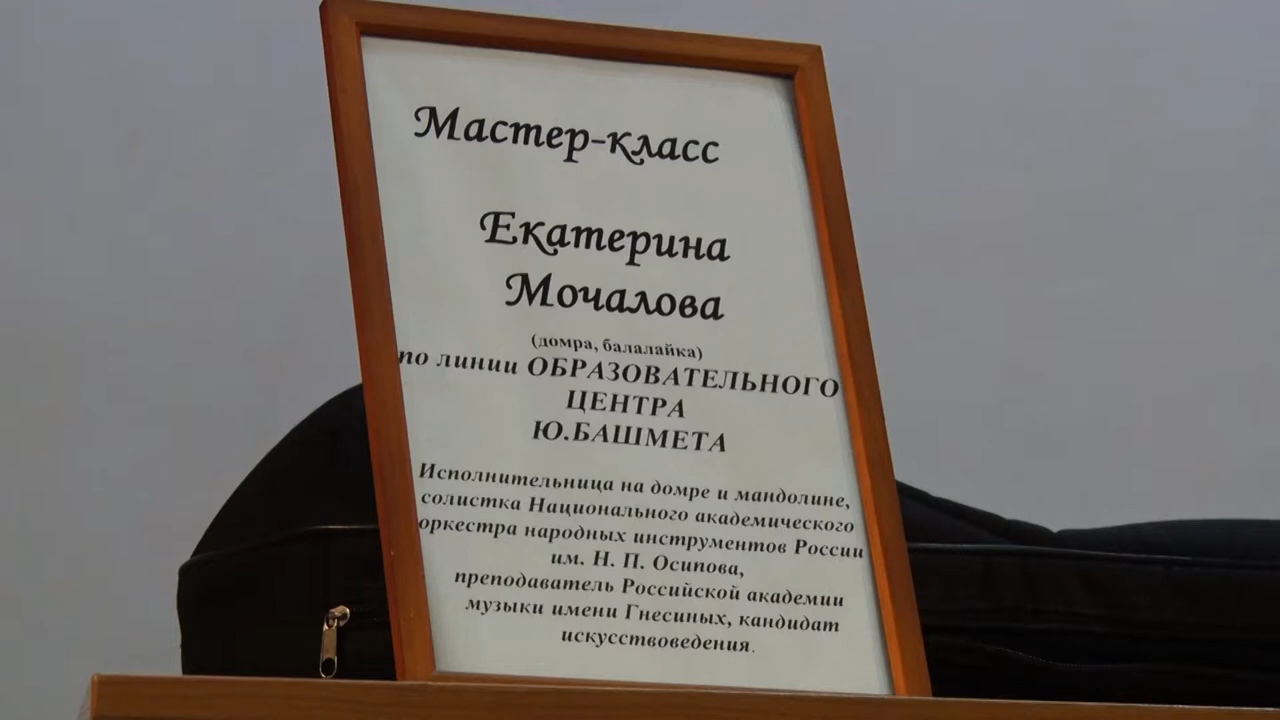 Мастер-класс
Екатерина
Мочалова
(домра, балалайка)
по линии ОБРАЗОВАТЕЛЬНОГО
ЦЕНТРА
Ю.БАШМЕТА
Исполнительница на домре и мандолине,
солистка Национального академического
оркестра народных инструментов России
им. Н. П. Осипова,
преподаватель Российской академии
музыки имени Гнесиных, кандидат
искусствоведения.